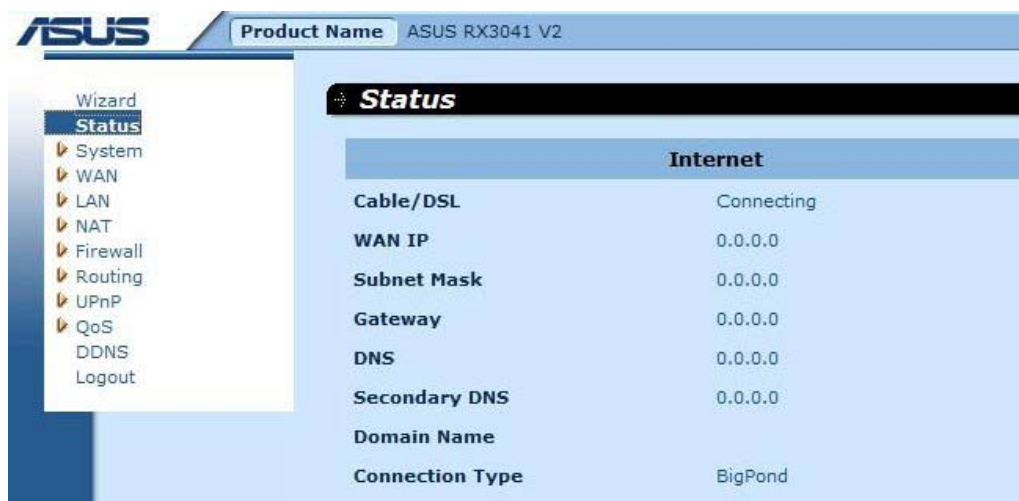 ASUS
Product Name ASUS RX3041 V2
Wizard
Status
System
WAN
LAN
NAT
Firewall
Routing
UPnP
QoS
DDNS
Logout
Status
Internet
Cable/DSL Connecting
WAN IP 0.0.0.0
Subnet Mask 0.0.0.0
Gateway 0.0.0.0
DNS 0.0.0.0
Secondary DNS 0.0.0.0
Domain Name
Connection Type BigPond